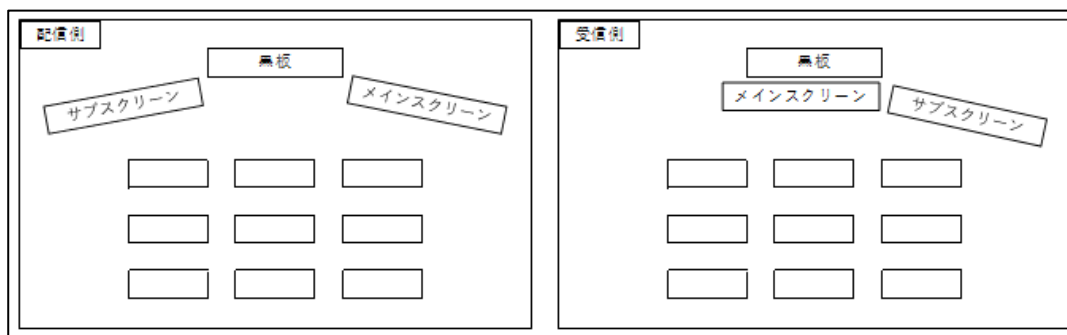 配信側
黒板
サブスクリーン
メインスクリーン
受信側
黒板
メインスクリーン
サブスクリーン